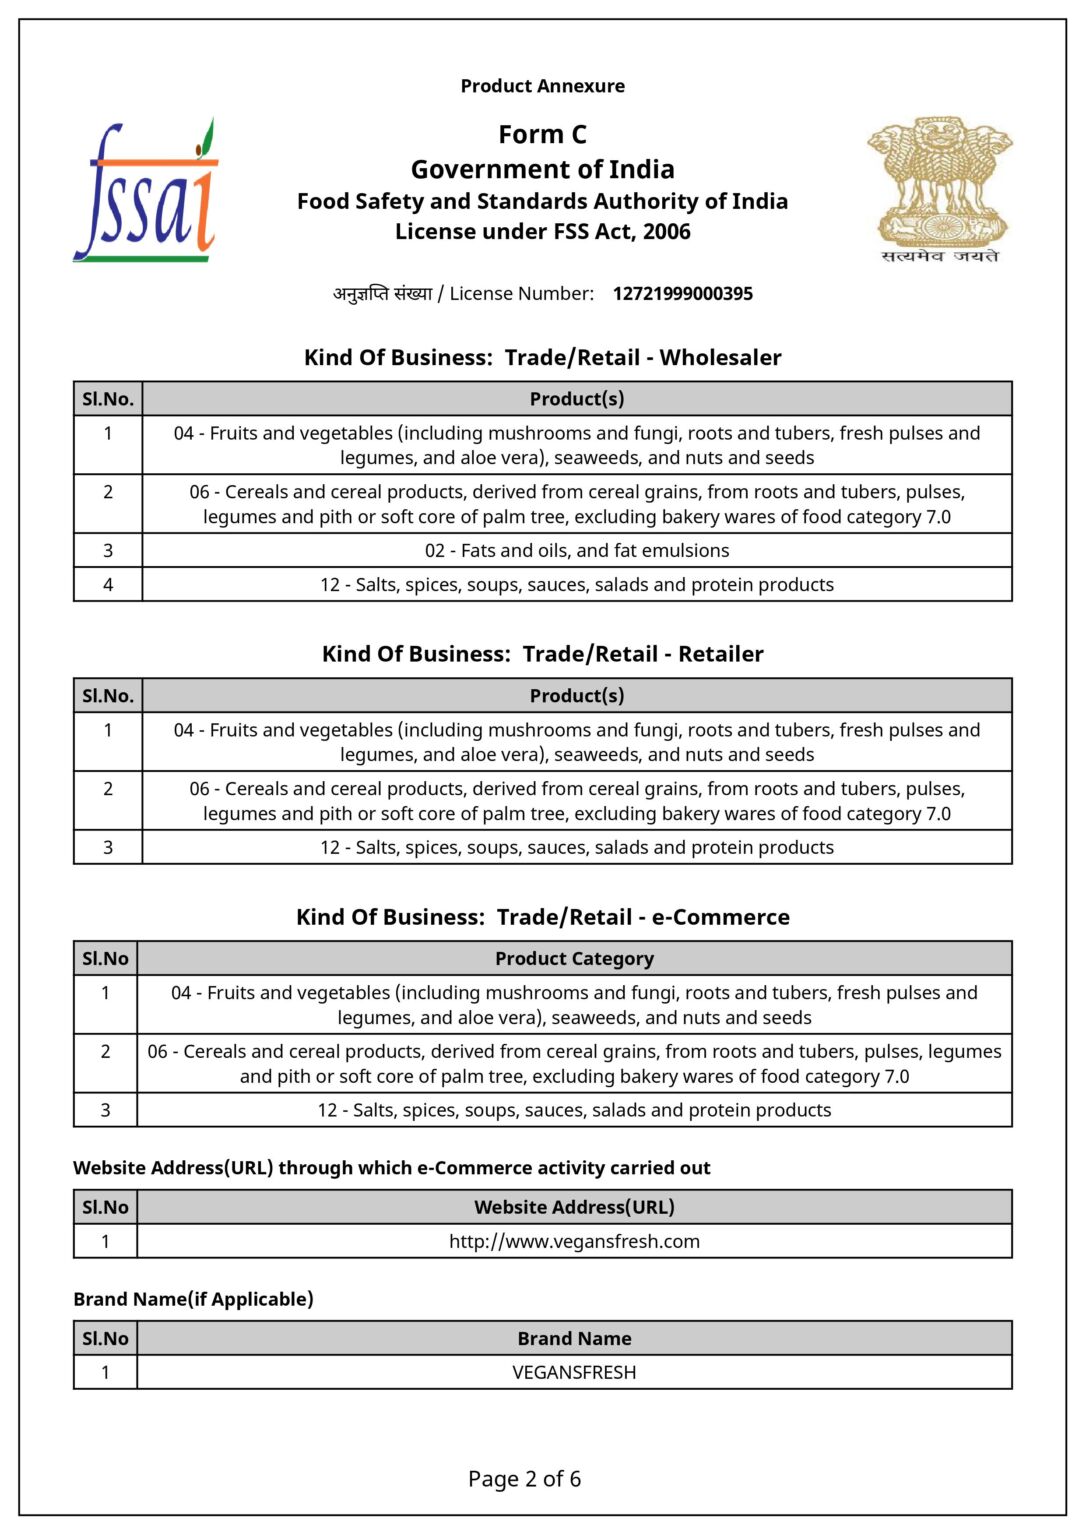 Product Annexure
fssai
Form C
Government of India
Food Safety and Standards Authority of India
License under FSS Act, 2006
सत्यमेव जयते
अनुज्ञप्ति संख्या / License Number: 12721999000395
Kind Of Business: Trade/Retail - Wholesaler
Sl.No. Product(s)
1 04 - Fruits and vegetables (including mushrooms and fungi, roots and tubers, fresh pulses and
legumes, and aloe vera), seaweeds, and nuts and seeds
2 06 - Cereals and cereal products, derived from cereal grains, from roots and tubers, pulses,
legumes and pith or soft core of palm tree, excluding bakery wares of food category 7.0
3 02 - Fats and oils, and fat emulsions
4 12 - Salts, spices, soups, sauces, salads and protein products
Kind Of Business: Trade/Retail - Retailer
Sl.No. Product(s)
1 04 - Fruits and vegetables (including mushrooms and fungi, roots and tubers, fresh pulses and
legumes, and aloe vera), seaweeds, and nuts and seeds
2 06 - Cereals and cereal products, derived from cereal grains, from roots and tubers, pulses,
legumes and pith or soft core of palm tree, excluding bakery wares of food category 7.0
3 12 - Salts, spices, soups, sauces, salads and protein products
Kind Of Business: Trade/Retail - e-Commerce
Sl.No Product Category
1 04 - Fruits and vegetables (including mushrooms and fungi, roots and tubers, fresh pulses and
legumes, and aloe vera), seaweeds, and nuts and seeds
2 06 - Cereals and cereal products, derived from cereal grains, from roots and tubers, pulses, legumes
and pith or soft core of palm tree, excluding bakery wares of food category 7.0
3 12 - Salts, spices, soups, sauces, salads and protein products
Website Address(URL) through which e-Commerce activity carried out
Sl.No Website Address(URL)
1 http://www.vegansfresh.com
Brand Name(if Applicable)
Sl.No Brand Name
1 VEGANSFRESH
Page 2 of 6